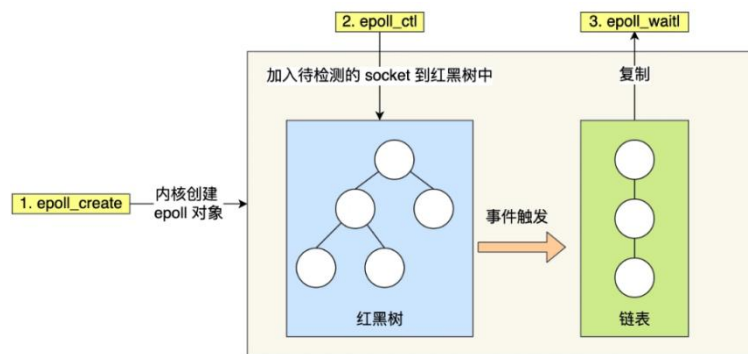 2. epoll_ctl
3. epoll_waitl
加入待检测的 socket 到红黑树中
复制
1. epoll_create
内核创建
epoll 对象
事件触发
红黑树
链表